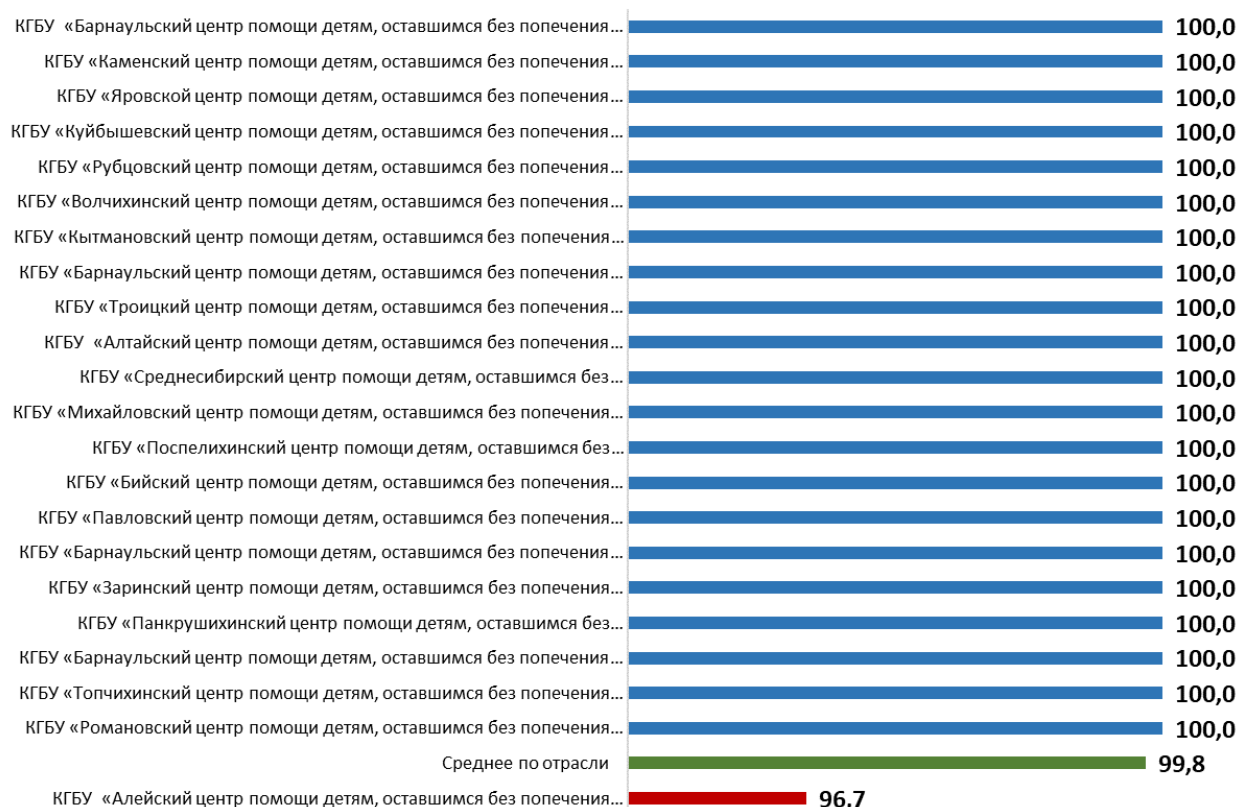 КГБУ «Барнаульский центр помощи детям, оставшимся без попечения… 100,0
КГБУ «Каменский центр помощи детям, оставшимся без попечения… 100,0
КГБУ «Яровской центр помощи детям, оставшимся без попечения… 100,0
КГБУ «Куйбышевский центр помощи детям, оставшимся без попечения… 100,0
КГБУ «Рубцовский центр помощи детям, оставшимся без попечения… 100,0
КГБУ «Волчихинский центр помощи детям, оставшимся без попечения… 100,0
КГБУ «Кытмановский центр помощи детям, оставшимся без попечения… 100,0
КГБУ «Барнаульский центр помощи детям, оставшимся без попечения… 100,0
КГБУ «Троицкий центр помощи детям, оставшимся без попечения… 100,0
КГБУ «Алтайский центр помощи детям, оставшимся без попечения… 100,0
КГБУ «Среднесибирский центр помощи детям, оставшимся без… 100,0
КГБУ «Михайловский центр помощи детям, оставшимся без попечения… 100,0
КГБУ «Поспелихинский центр помощи детям, оставшимся без… 100,0
КГБУ «Бийский центр помощи детям, оставшимся без попечения… 100,0
КГБУ «Павловский центр помощи детям, оставшимся без попечения… 100,0
КГБУ «Барнаульский центр помощи детям, оставшимся без попечения… 100,0
КГБУ «Заринский центр помощи детям, оставшимся без попечения… 100,0
КГБУ «Панкрушихинский центр помощи детям, оставшимся без… 100,0
КГБУ «Барнаульский центр помощи детям, оставшимся без попечения… 100,0
КГБУ «Топчихинский центр помощи детям, оставшимся без попечения… 100,0
КГБУ «Романовский центр помощи детям, оставшимся без попечения… 100,0
Среднее по отрасли 99,8
КГБУ «Алейский центр помощи детям, оставшимся без попечения… 96,7